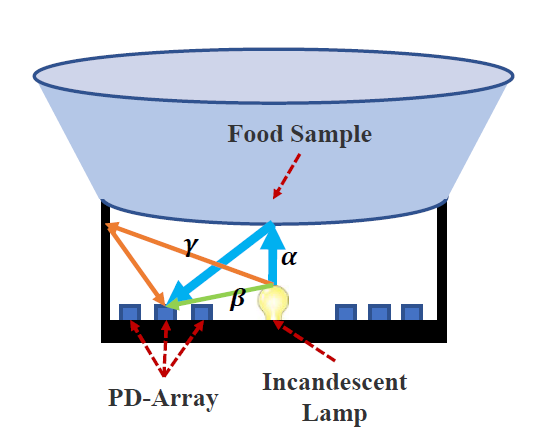 Food Sample
γ
α
β
PD-Array
Incandescent
Lamp